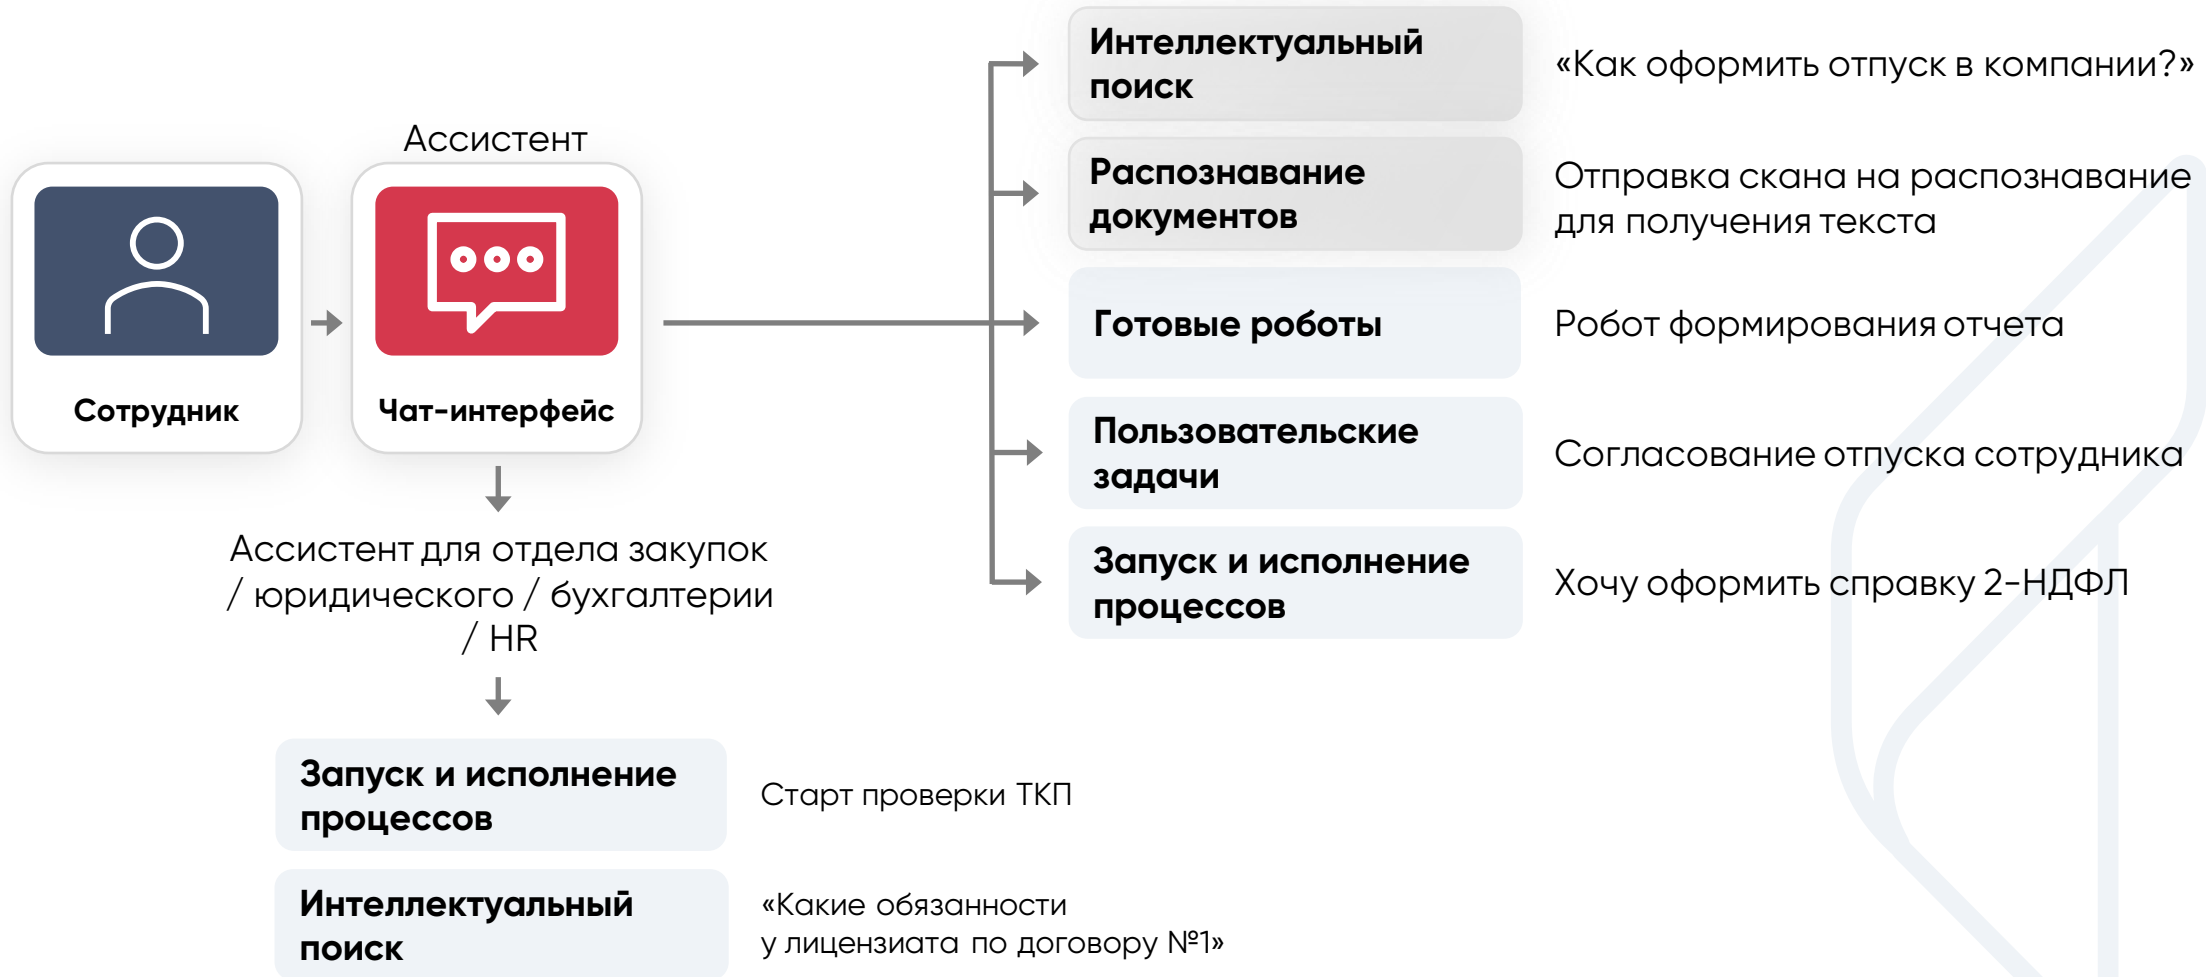 Ассистент
Сотрудник
Чат-интерфейс
Интеллектуальный
поиск
«Как оформить отпуск в компании?»
Распознавание
документов
Отправка скана на распознавание
для получения текста
Готовые роботы
Робот формирования отчета
Пользовательские
задачи
Согласование отпуска сотрудника
Запуск и исполнение
процессов
Хочу оформить справку 2-НДФЛ
Ассистент для отдела закупок
/ юридического / бухгалтерии
/ HR
Запуск и исполнение
процессов
Старт проверки ТКП
Интеллектуальный
поиск
«Какие обязанности
у лицензиата по договору №1»